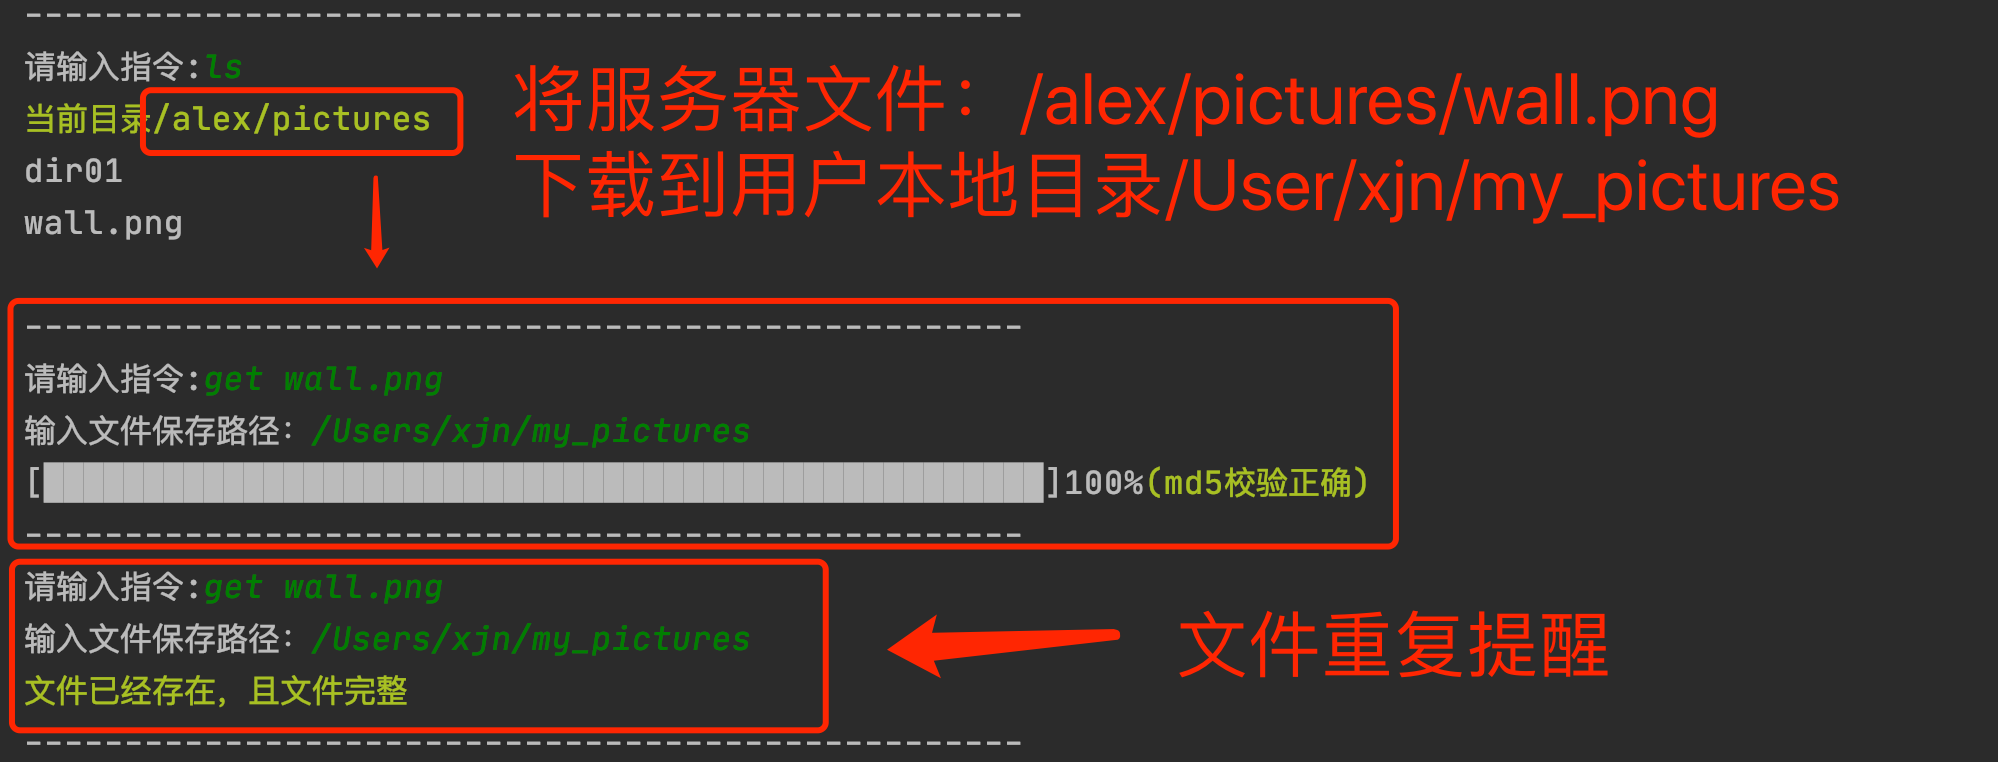 --------------------------------------------------
请输入指令:ls
当前目录/alex/pictures
dir01
wall.png
将服务器文件：/alex/pictures/wall.png
下载到用户本地目录/User/xjn/my_pictures
--------------------------------------------------
请输入指令:get wall.png
输入文件保存路径：/Users/xjn/my_pictures
[██████████████████████████████████████████████████]100%(md5校验正确)
--------------------------------------------------
请输入指令:get wall.png
输入文件保存路径：/Users/xjn/my_pictures
文件已经存在，且文件完整
文件重复提醒
--------------------------------------------------